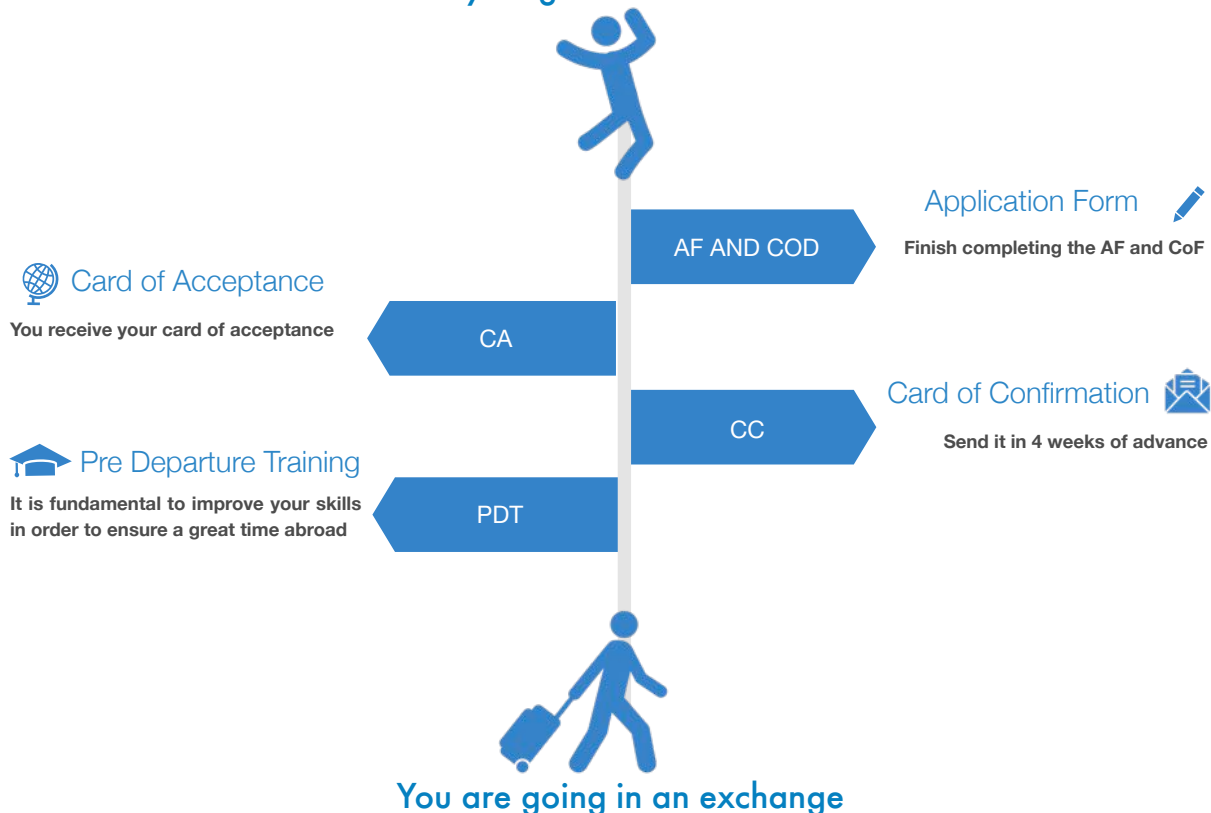 Application Form
AF AND COD
Finish completing the AF and CoF
Card of Acceptance
You receive your card of acceptance
CA
Card of Confirmation
CC
Send it in 4 weeks of advance
Pre Departure Training
It is fundamental to improve your skills
in order to ensure a great time abroad
PDT
You are going in an exchange